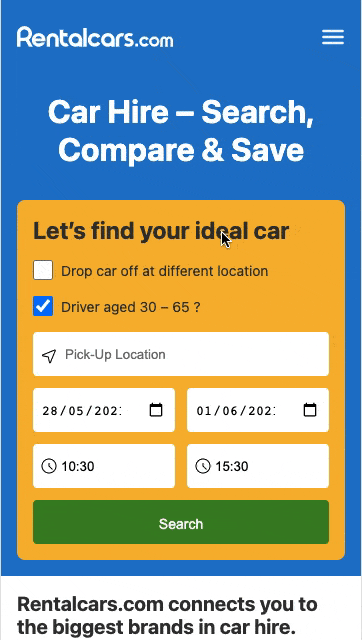 Rentalcars.com
Car Hire – Search,
Compare & Save
Let's find your ideal car
Drop car off at different location
Driver aged 30 – 65 ?
Pick-Up Location
28/05/202
01/06/202
10:30
15:30
Search
Rentalcars.com connects you to
the biggest brands in car hire.